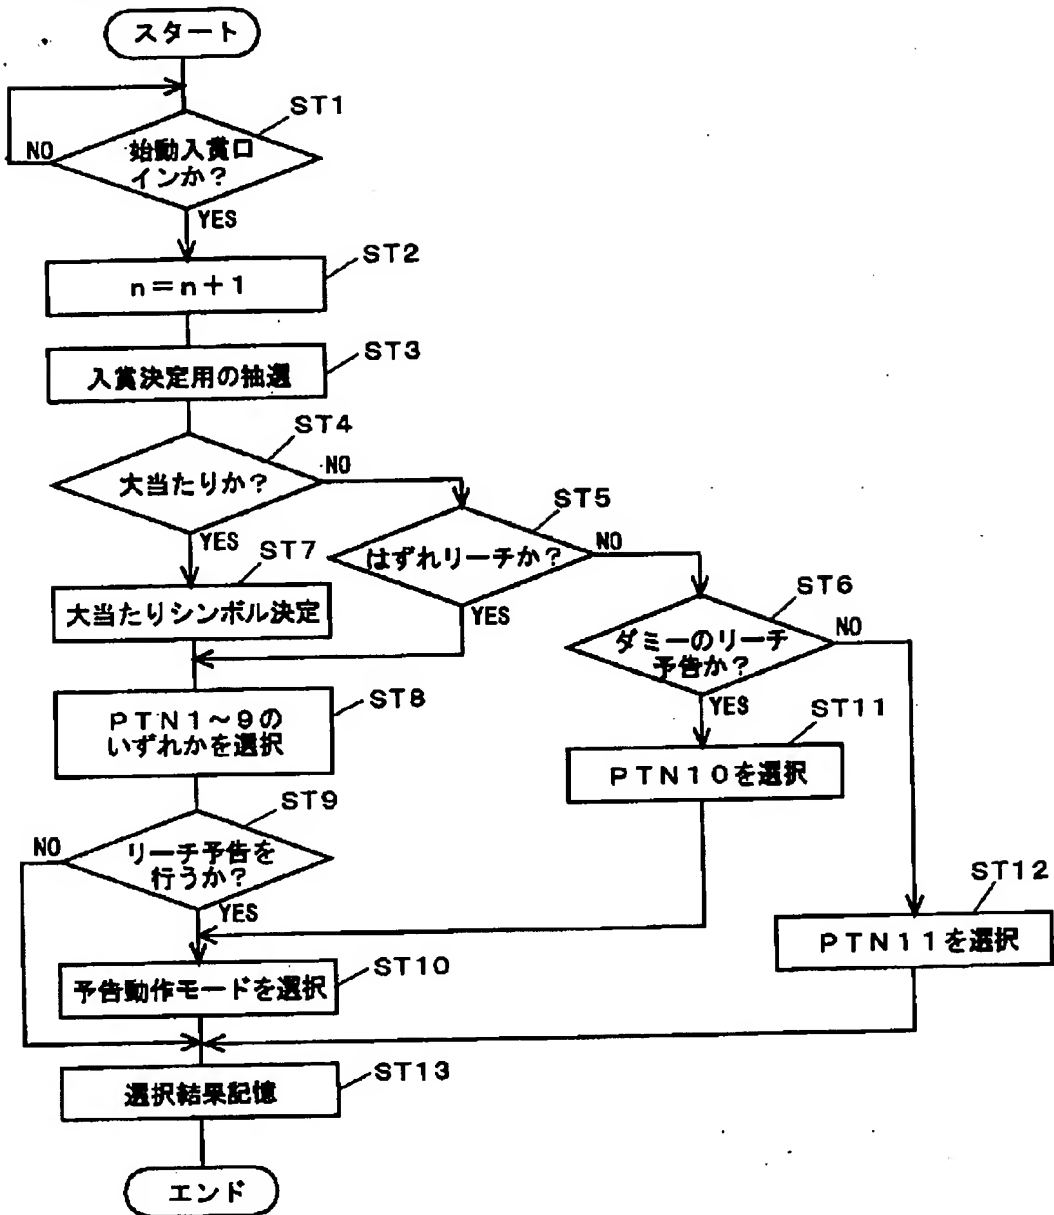 スタート
ST1
NO
始動入賞口
インか？
YES
ST2
n＝n＋1
ST3
入賞決定用の抽選
ST4
NO
大当たりか？
YES
ST5
NO
はずれリーチか？
YES
ST7
大当たりシンボル決定
ST6
NO
ダミーのリーチ
予告か？
YES
ST8
PTN1～9の
いずれかを選択
ST11
PTN10を選択
ST9
NO
リーチ予告を
行うか？
YES
ST12
PTN11を選択
ST10
予告動作モードを選択
ST13
選択結果記憶
エンド